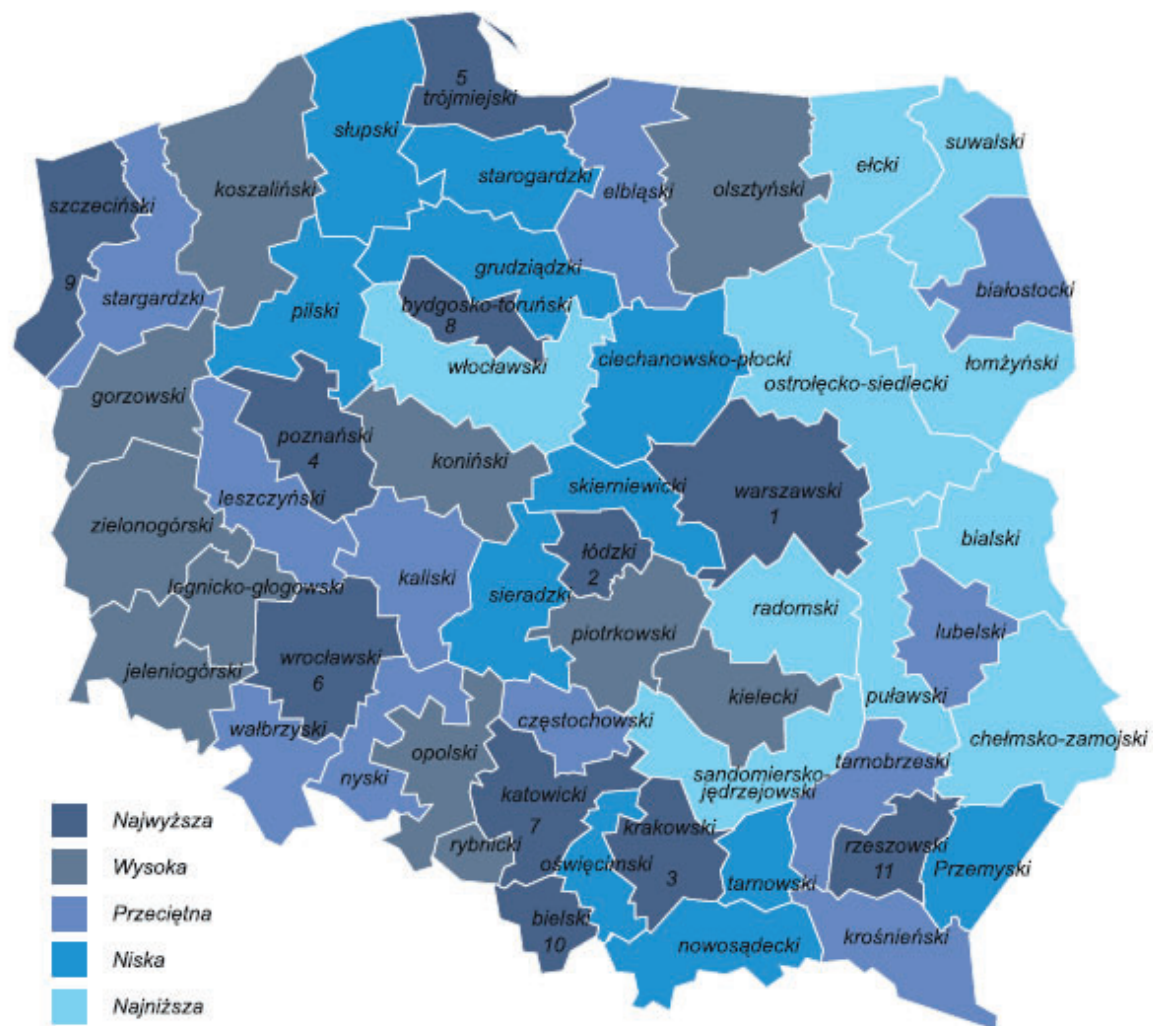 5
trójmiejski
słupski
suwalski
ełcki
starogardzki
koszaliński
elbląski
olsztyński
szczeciński
9
stargardzki
grudziądzki
białostocki
pilski
bydgosko-toruński
8
ciechanowsko-płocki
łomżyński
włocławski
ostrołęcko-siedlecki
gorzowski
poznański
4
koniński
leszczyński
skierniewicki
warszawski
1
zielonogórski
bialski
łódzki
2
legnicko-głogowski
kaliski
sieradzki
radomski
piotrkowski
lubelski
jeleniogórski
wrocławski
6
kielecki
puławski
wałbrzyski
częstochowski
chełmsko-zamojski
opolski
tarnobrzeski
nyski
sandomiersko-
jędrzejowski
katowicki
7
Najwyższa
krakowski
3
rybnicki
oświęcimski
rzeszowski
11
Przemyski
Wysoka
tarnowski
bielski
10
Przeciętna
nowosądecki
krośnieński
Niska
Najniższa